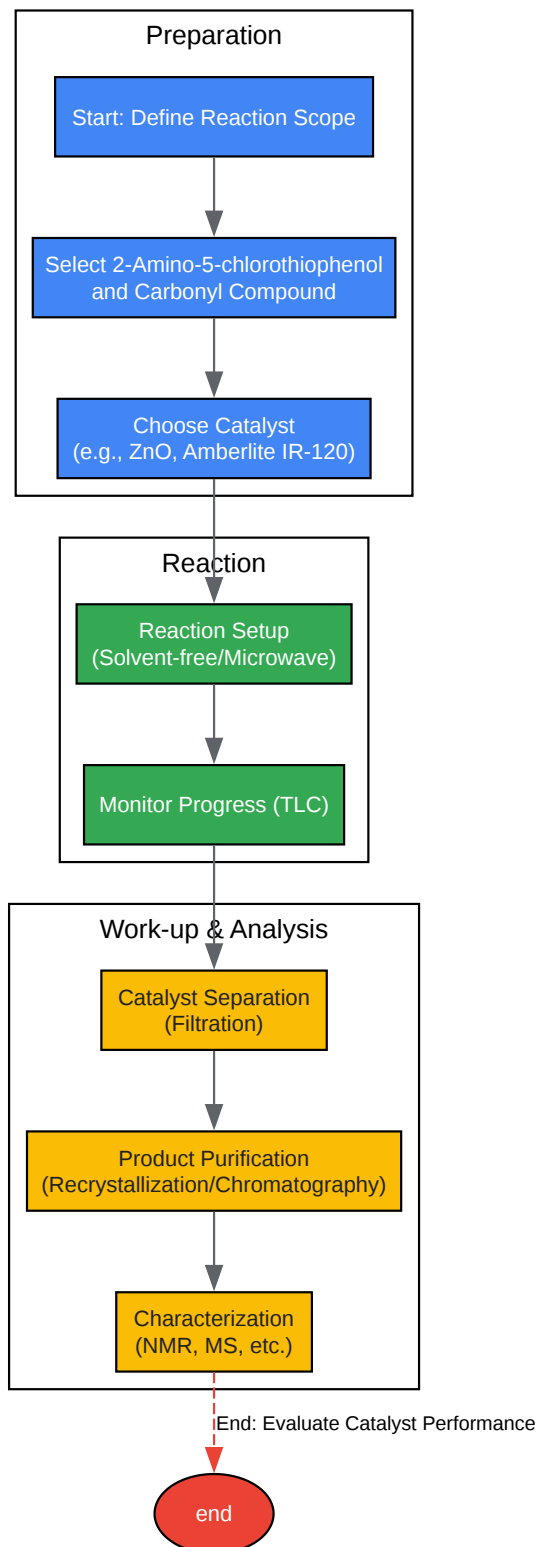 Preparation
Start: Define Reaction Scope
Select 2-Amino-5-chlorothiophenol
and Carbonyl Compound
Choose Catalyst
(e.g., ZnO, Amberlite IR-120)
Reaction
Reaction Setup
(Solvent-free/Microwave)
Monitor Progress (TLC)
Work-up & Analysis
Catalyst Separation
(Filtration)
Product Purification
(Recrystallization/Chromatography)
Characterization
(NMR, MS, etc.)
End: Evaluate Catalyst Performance
end